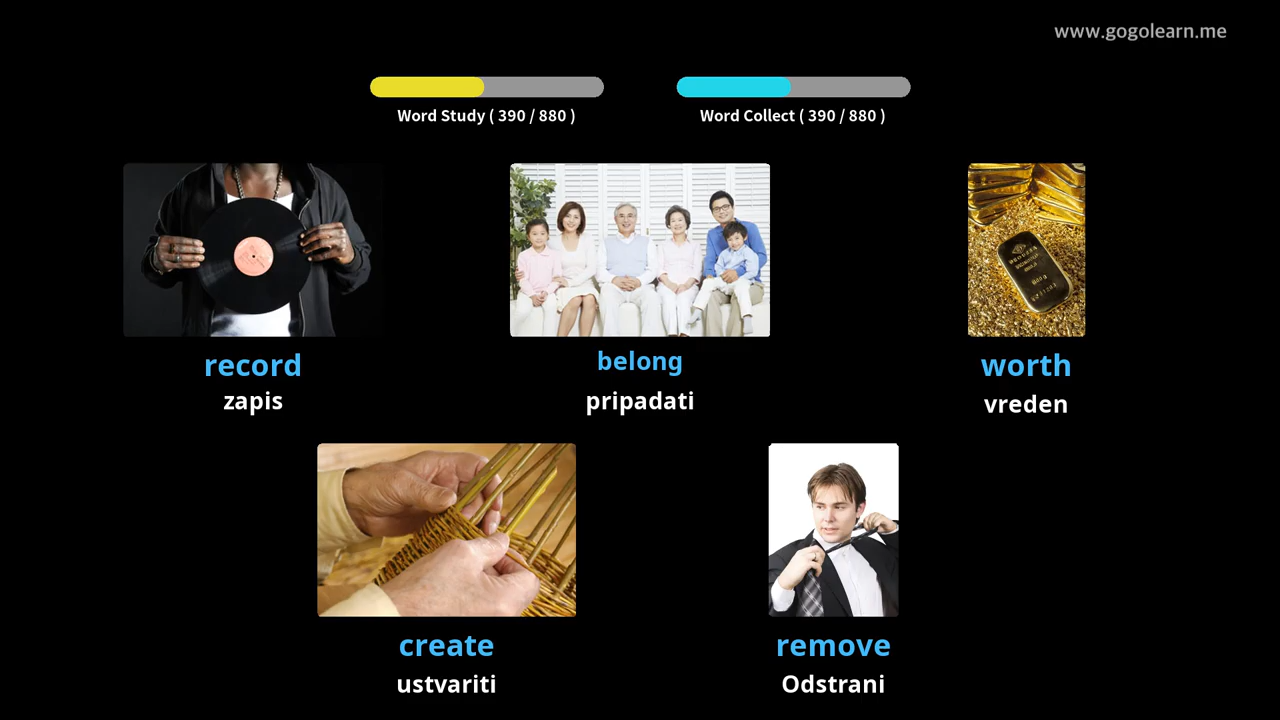 www.gogolearn.me
Word Study ( 390 / 880 )
Word Collect ( 390 / 880 )
record
zapis
belong
pripadati
worth
vreden
create
ustvariti
remove
Odstrani